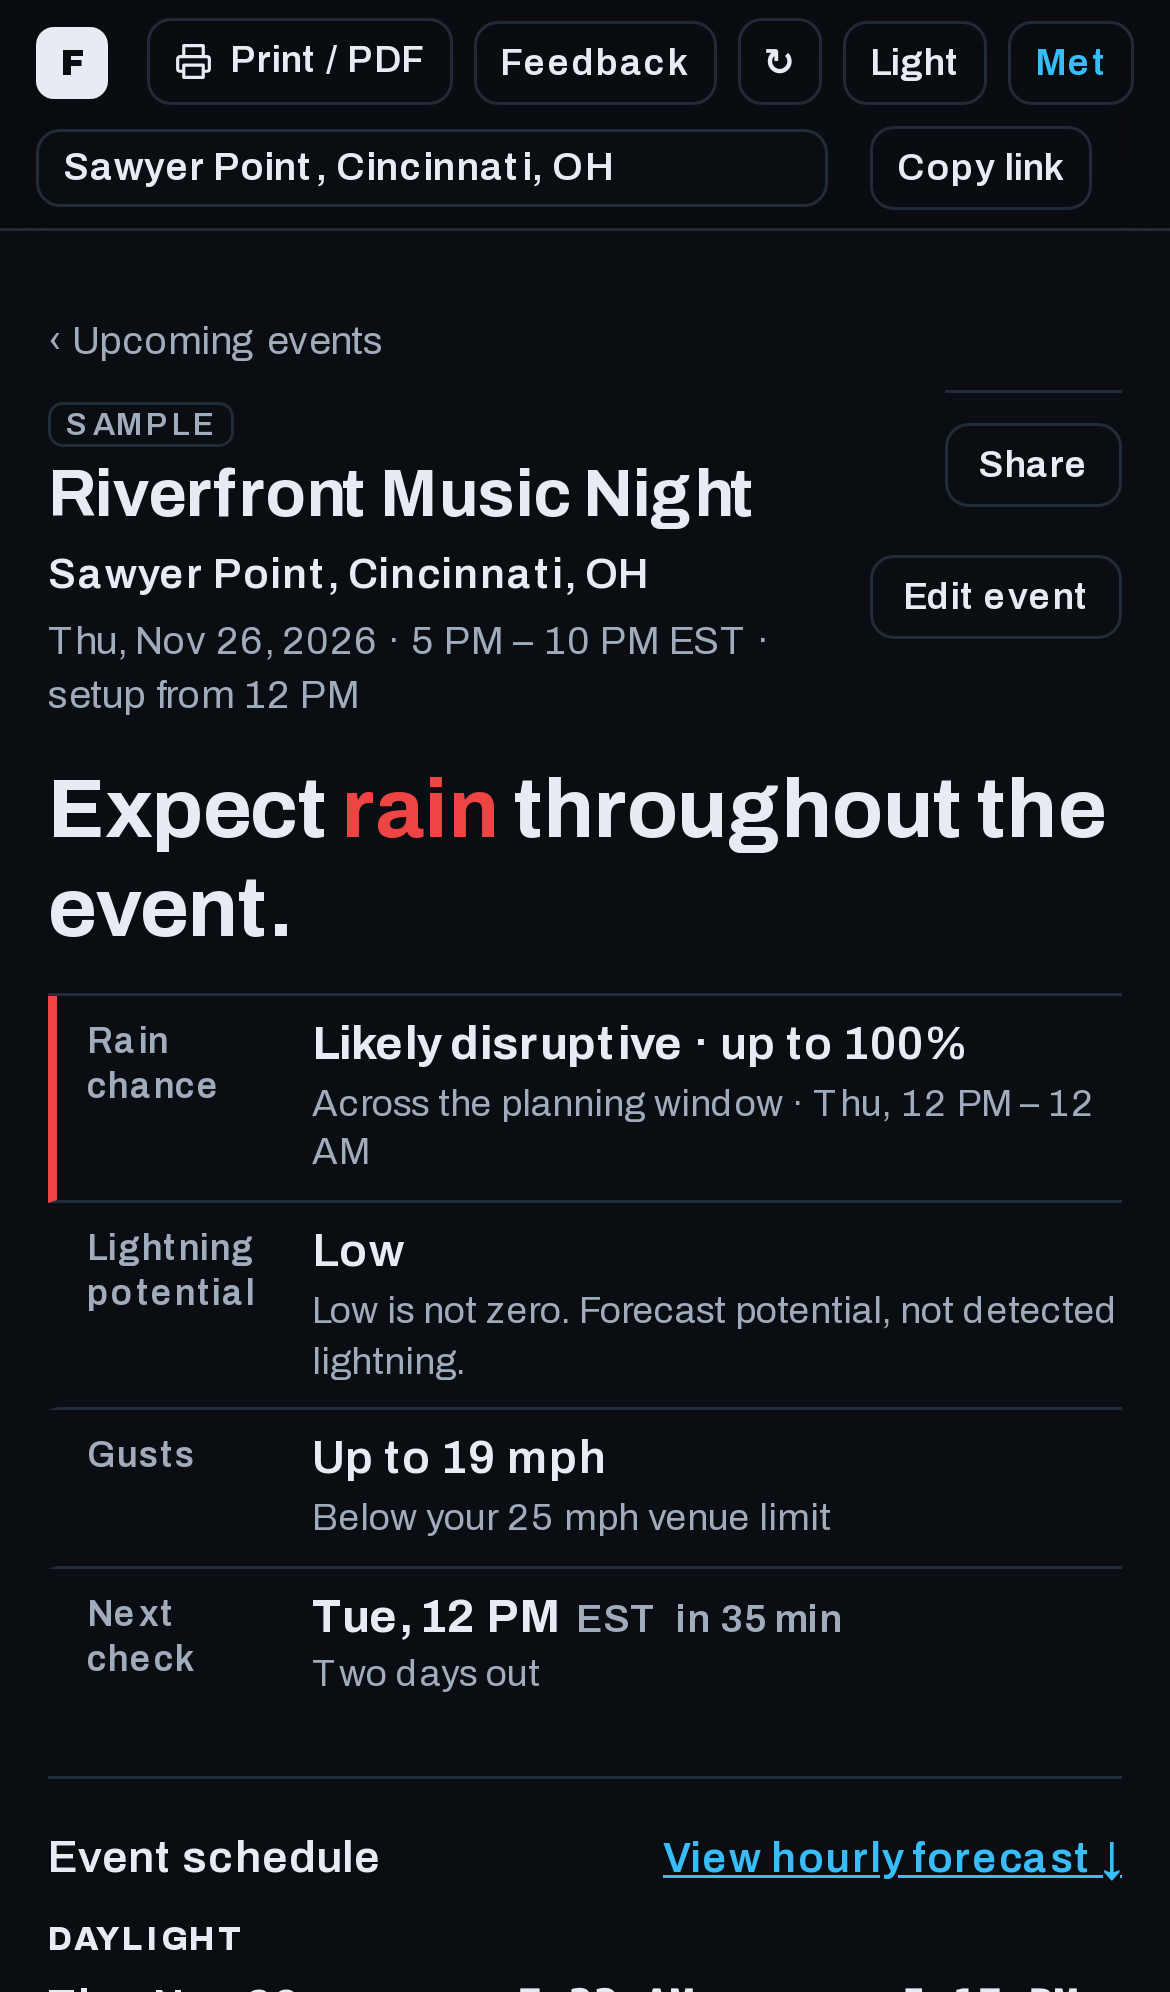 F Print / PDF Feedback ↻ Light Met
Sawyer Point, Cincinnati, OH Copy link
‹ Upcoming events
SAMPLE
Share
Riverfront Music Night
Sawyer Point, Cincinnati, OH
Edit event
Thu, Nov 26, 2026 · 5 PM – 10 PM EST ·
setup from 12 PM
Expect rain throughout the
event.
Rain
chance
Likely disruptive · up to 100%
Across the planning window · Thu, 12 PM – 12
AM
Lightning
potential
Low
Low is not zero. Forecast potential, not detected
lightning.
Gusts
Up to 19 mph
Below your 25 mph venue limit
Next
check
Tue, 12 PM EST in 35 min
Two days out
Event schedule View hourly forecast ↓
DAYLIGHT